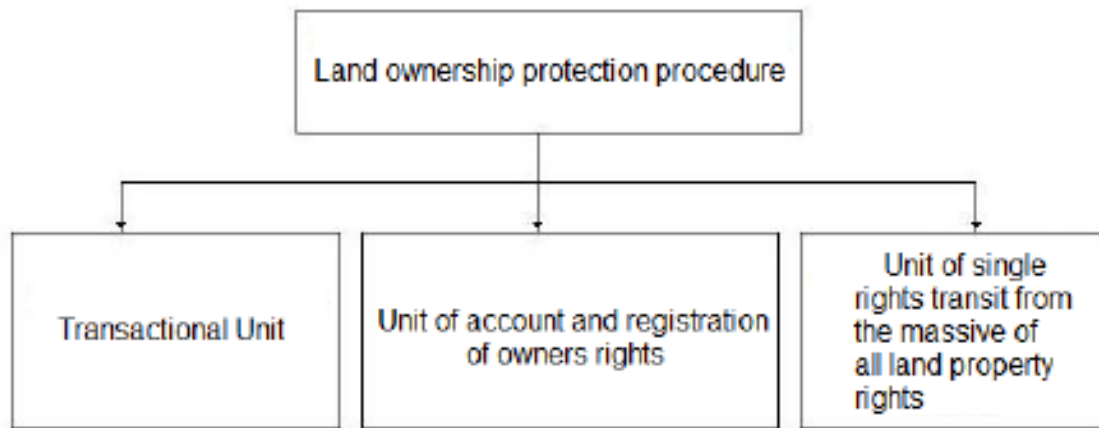 Land ownership protection procedure
Transactional Unit
Unit of account and registration
of owners rights
Unit of single
rights transit from
the massive of
all land property
rights